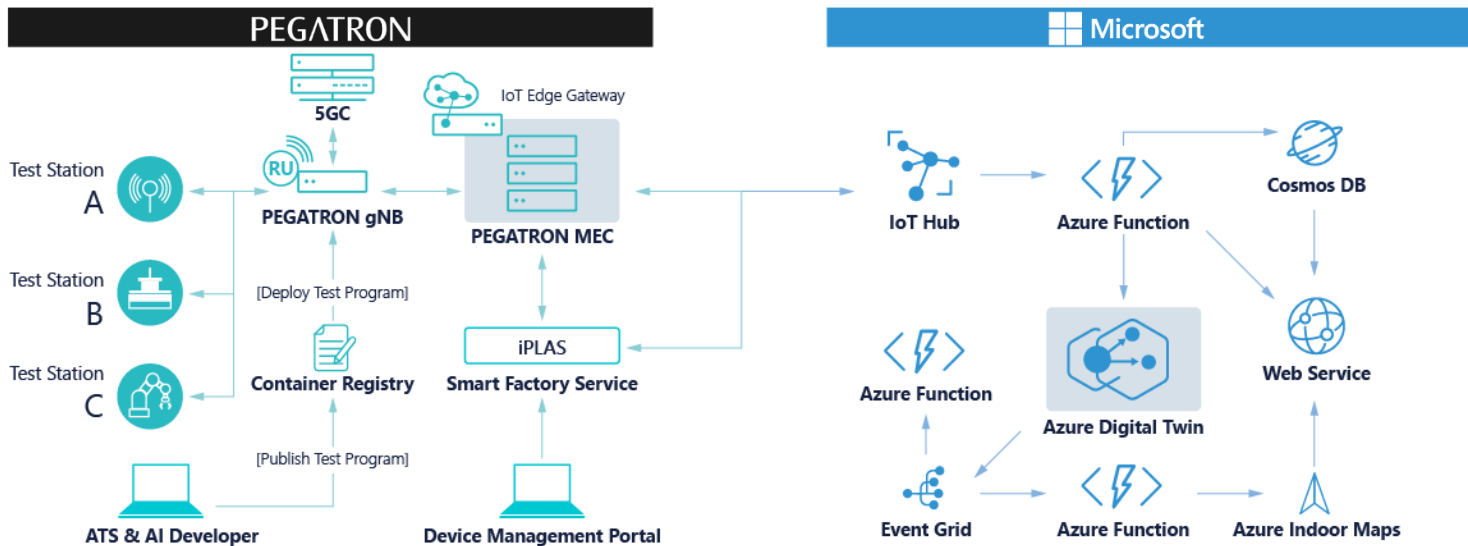 PEGATRON
Microsoft
5GC
IoT Edge Gateway
Test Station
A
RU
PEGATRON gNB
PEGATRON MEC
IoT Hub
Azure Function
Cosmos DB
Test Station
B
[Deploy Test Program]
iPLAS
Smart Factory Service
Container Registry
Test Station
C
Azure Function
Azure Digital Twin
Web Service
[Publish Test Program]
ATS & AI Developer
Device Management Portal
Event Grid
Azure Function
Azure Indoor Maps